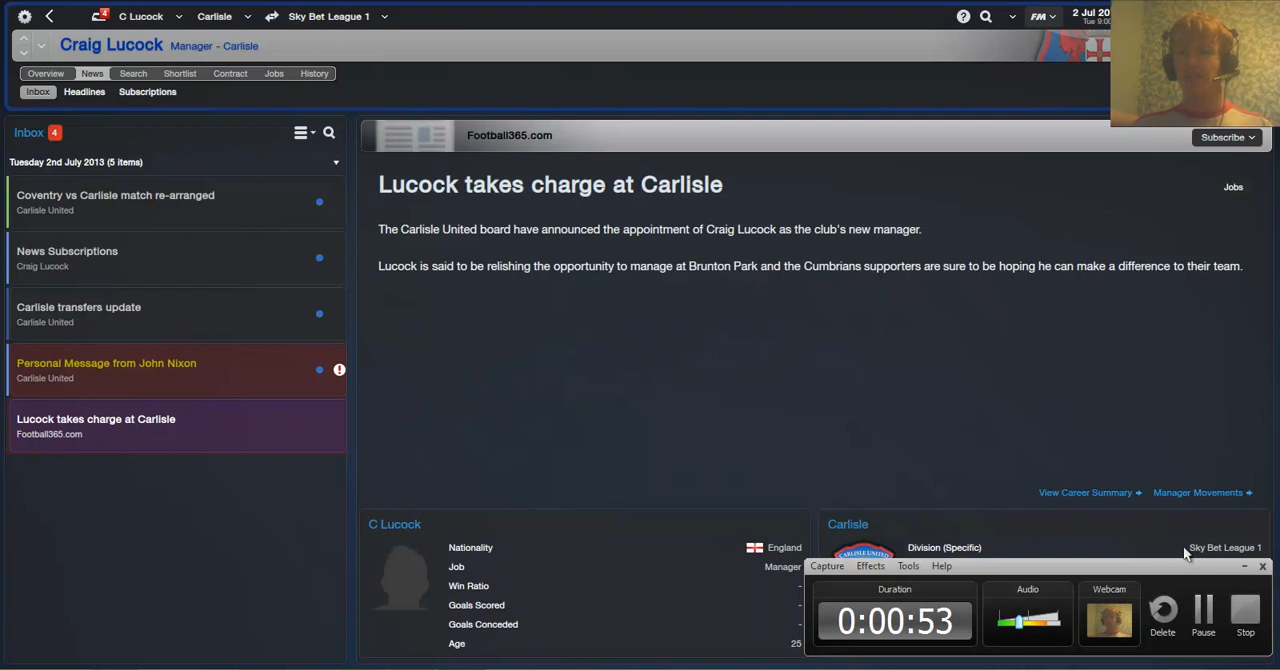 4 C Lucock Carlisle Sky Bet League 1 FM 2 Jul 20
Tue 9:0
Craig Lucock Manager - Carlisle
Overview News Search Shortlist Contract Jobs History
Inbox Headlines Subscriptions
Inbox 4
Tuesday 2nd July 2013 (5 items)
Coventry vs Carlisle match re-arranged
Carlisle United
News Subscriptions
Craig Lucock
Carlisle transfers update
Carlisle United
Personal Message from John Nixon
Carlisle United
Lucock takes charge at Carlisle
Football365.com
Football365.com
Subscribe
Lucock takes charge at Carlisle
Jobs
The Carlisle United board have announced the appointment of Craig Lucock as the club's new manager.
Lucock is said to be relishing the opportunity to manage at Brunton Park and the Cumbrians supporters are sure to be hoping he can make a difference to their team.
View Career Summary Manager Movements
C Lucock
Nationality England
Job Manager
Win Ratio -
Goals Scored -
Goals Conceded -
Age 25
Carlisle
CARLISLE UNITED
Division (Specific) Sky Bet League 1
Capture Effects Tools Help
Duration Audio Webcam
0:00:53
Delete Pause Stop